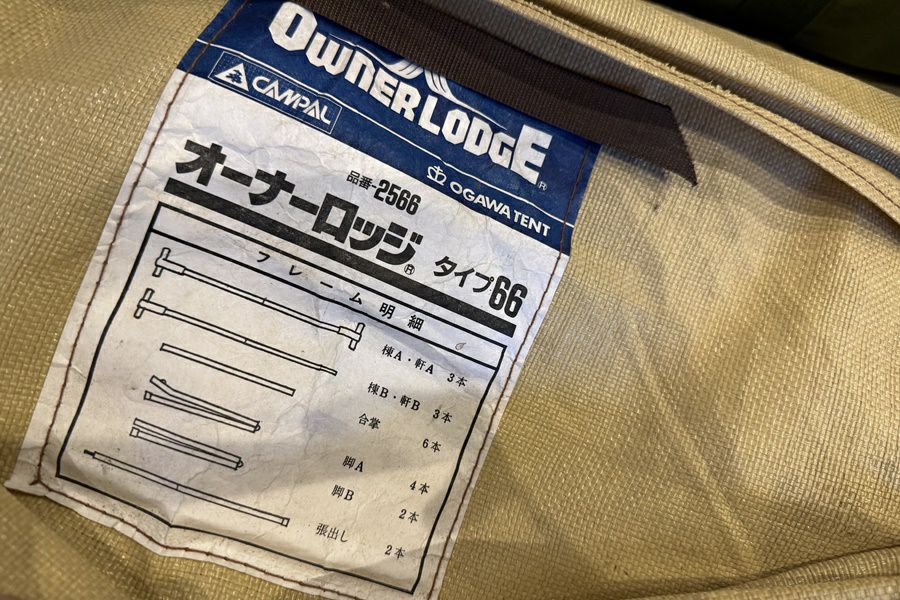 OWNER LODGE®
CAMPAL
OGAWA TENT
品番-2566
オーナーロッジ® タイプ66
フレーム明細
棟A・軒A 3本
棟B・軒B 3本
合掌 6本
脚A 4本
脚B 2本
張出し 2本